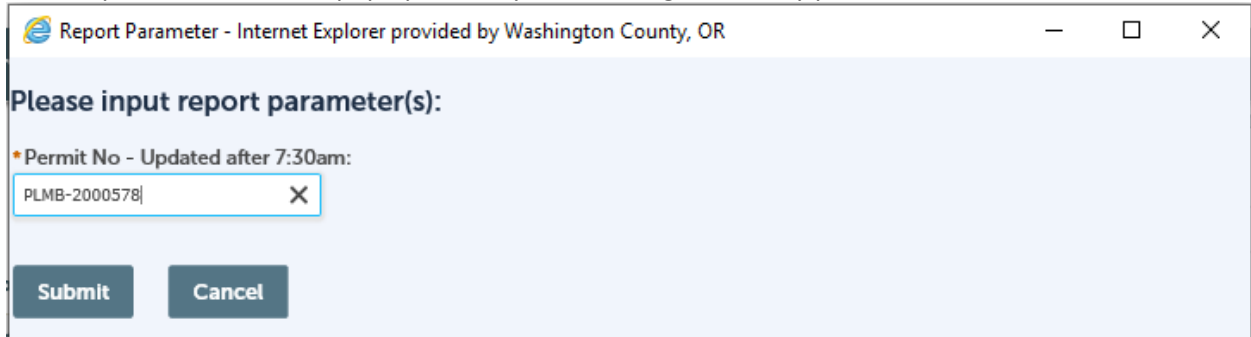 Report Parameter - Internet Explorer provided by Washington County, OR
Please input report parameter(s):
*Permit No - Updated after 7:30am:
PLMB-2000578
Submit Cancel